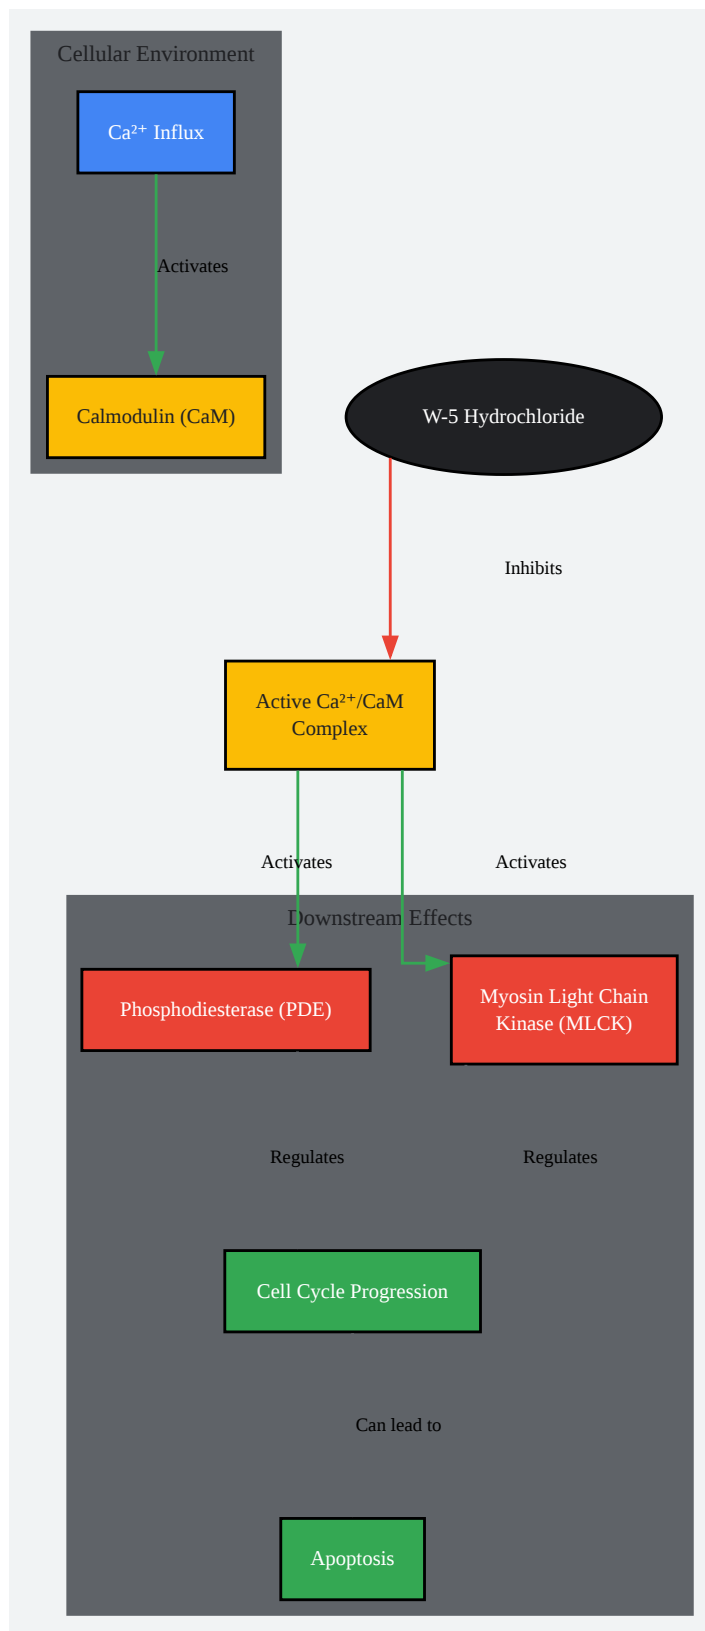 Cellular Environment
Ca²⁺ Influx
Activates
Calmodulin (CaM)
W-5 Hydrochloride
Inhibits
Active Ca²⁺/CaM
Complex
Activates
Activates
Downstream Effects
Phosphodiesterase (PDE)
Myosin Light Chain
Kinase (MLCK)
Regulates
Regulates
Cell Cycle Progression
Can lead to
Apoptosis